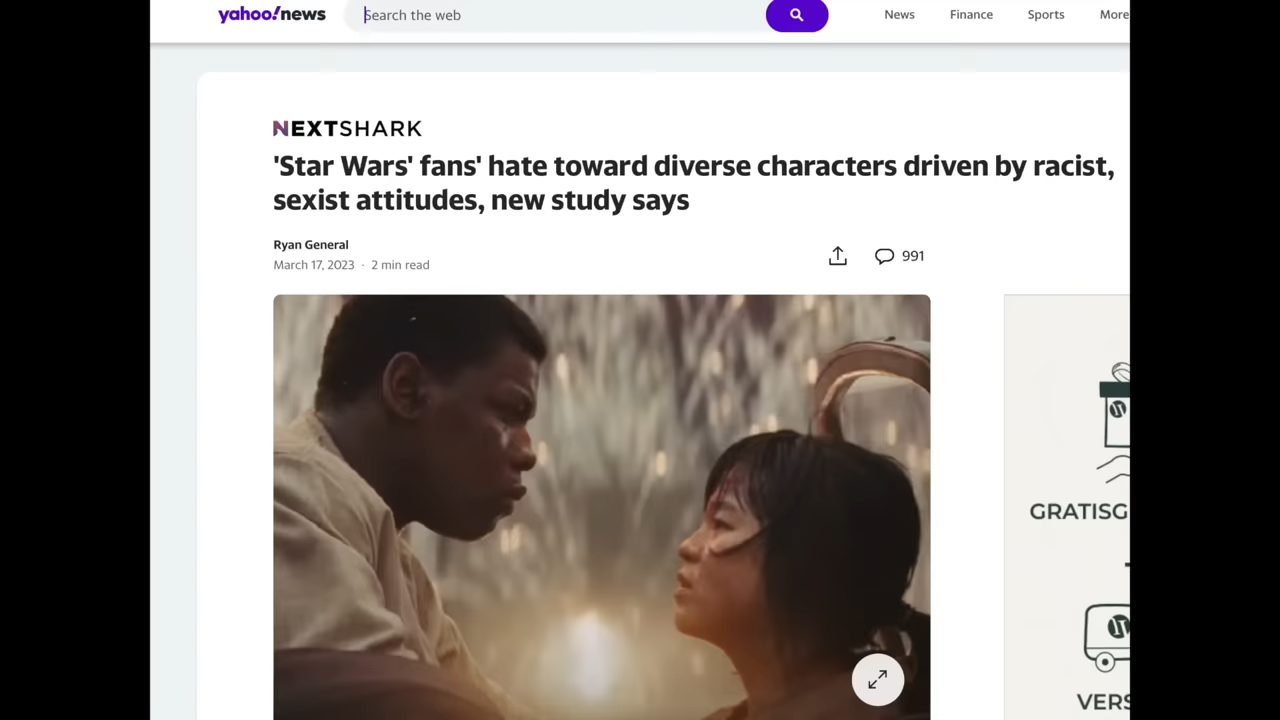 yahoo!news
Search the web
News
Finance
Sports
More
NEXTSHARK
'Star Wars' fans' hate toward diverse characters driven by racist,
sexist attitudes, new study says
Ryan General
March 17, 2023 · 2 min read
991
GRATISG
VERS